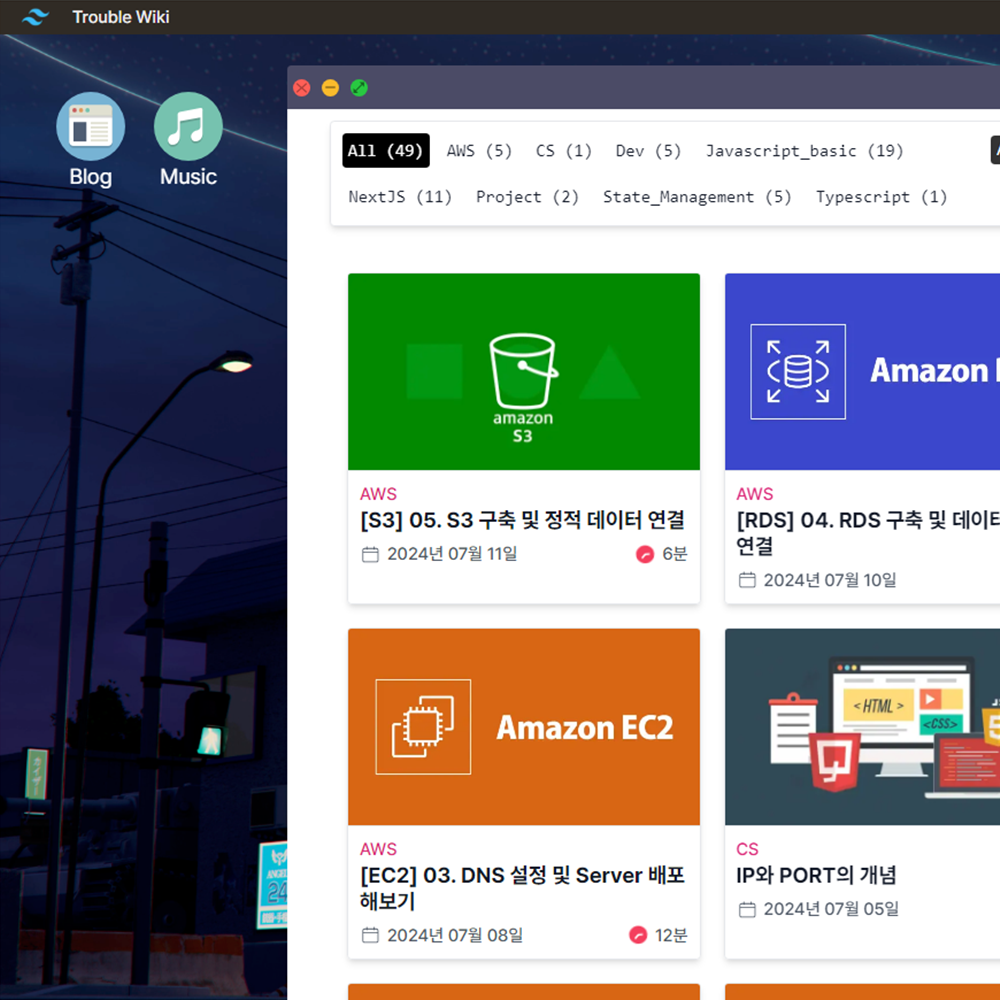 Trouble Wiki
Blog
Music
All (49) AWS (5) CS (1) Dev (5) Javascript_basic (19)
NextJS (11) Project (2) State_Management (5) Typescript (1)
amazon
S3
Amazon
AWS
[S3] 05. S3 구축 및 정적 데이터 연결
2024년 07월 11일
6분
AWS
[RDS] 04. RDS 구축 및 데이터
연결
2024년 07월 10일
Amazon EC2
< HTML >
<CSS>
AWS
[EC2] 03. DNS 설정 및 Server 배포
해보기
2024년 07월 08일
12분
CS
IP와 PORT의 개념
2024년 07월 05일
24